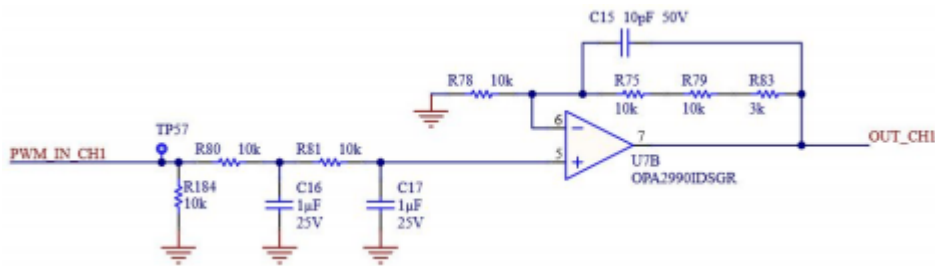 C15 10pF 50V
R78 10k
R75 R79 R83
10k 10k 3k
TP57
6
7
PWM_IN_CH1 R80 10k R81 10k
5
OUT_CH1
U7B
OPA2990IDSGR
R184
10k
C16
1µF
25V
C17
1µF
25V